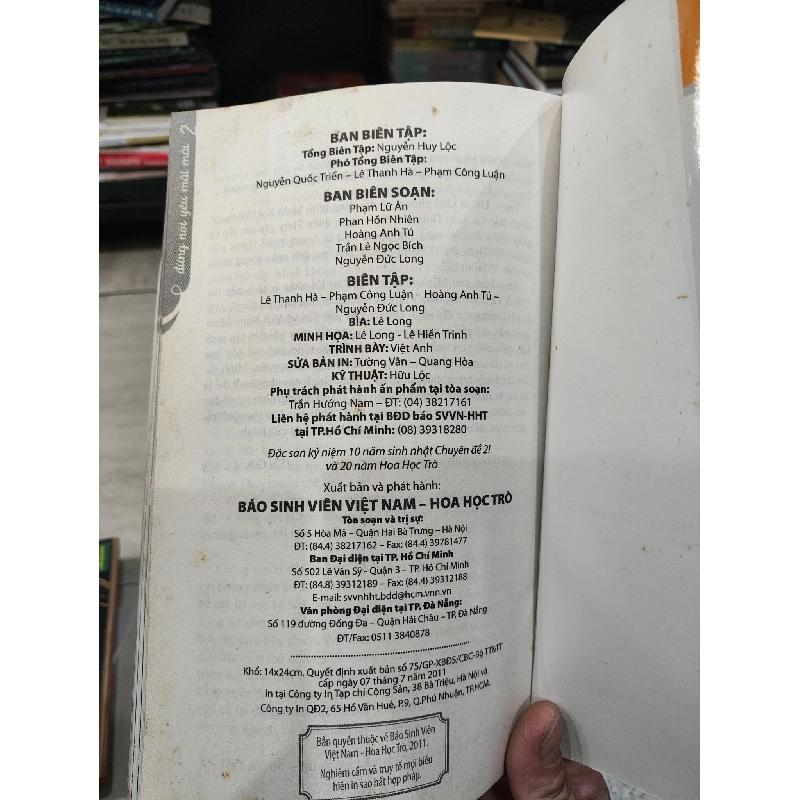 đừng nói yêu mãi mãi 2
BAN BIÊN TẬP:
Tổng Biên Tập: Nguyễn Huy Lộc
Phó Tổng Biên Tập:
Nguyễn Quốc Triển – Lê Thanh Hà – Phạm Công Luận
BAN BIÊN SOẠN:
Phạm Lữ Ân
Phan Hồn Nhiên
Hoàng Anh Tú
Trần Lê Ngọc Bích
Nguyễn Đức Long
BIÊN TẬP:
Lê Thanh Hà – Phạm Công Luận – Hoàng Anh Tú –
Nguyễn Đức Long
BÌA: Lê Long
MINH HỌA: Lê Long - Lê Hiền Trinh
TRÌNH BÀY: Việt Anh
SỬA BẢN IN: Tường Vân – Quang Hòa
KỸ THUẬT: Hữu Lộc
Phụ trách phát hành ấn phẩm tại tòa soạn:
Trần Hướng Nam – ĐT: (04) 38217161
Liên hệ phát hành tại BĐD báo SVVN-HHT
tại TP.Hồ Chí Minh: (08) 39318280
Đặc san kỷ niệm 10 năm sinh nhật Chuyên đề 2!
và 20 năm Hoa Học Trò
Xuất bản và phát hành:
BÁO SINH VIÊN VIỆT NAM – HOA HỌC TRÒ
Tòa soạn và trị sự:
Số 5 Hòa Mã – Quận Hai Bà Trưng – Hà Nội
ĐT: (84.4) 38217162 – Fax: (84.4) 39781477
Ban Đại diện tại TP. Hồ Chí Minh
Số 502 Lê Văn Sỹ - Quận 3 – TP. Hồ Chí Minh
ĐT: (84.8) 39312189 – Fax: (84.4) 39312188
E-mail: svvnhht.bdd@hcm.vnn.vn
Văn phòng Đại diện tại TP. Đà Nẵng:
Số 119 đường Đống Đa – Quận Hải Châu – TP. Đà Nẵng
ĐT/Fax: 0511 3840878
Khổ: 14x24cm. Quyết định xuất bản số 75/GP-XBĐS/CBC-Bộ TT&TT
cấp ngày 07 tháng 7 năm 2011
In tại Công ty In Tạp chí Cộng Sản, 38 Bà Triệu, Hà Nội và
Công ty In QĐ2, 65 Hồ Văn Huê, P.9, Q.Phú Nhuận, TP.HCM.
Bản quyền thuộc về Báo Sinh Viên
Việt Nam - Hoa Học Trò, 2011.
Nghiêm cấm và truy tố mọi biểu
hiện in sao bất hợp pháp.